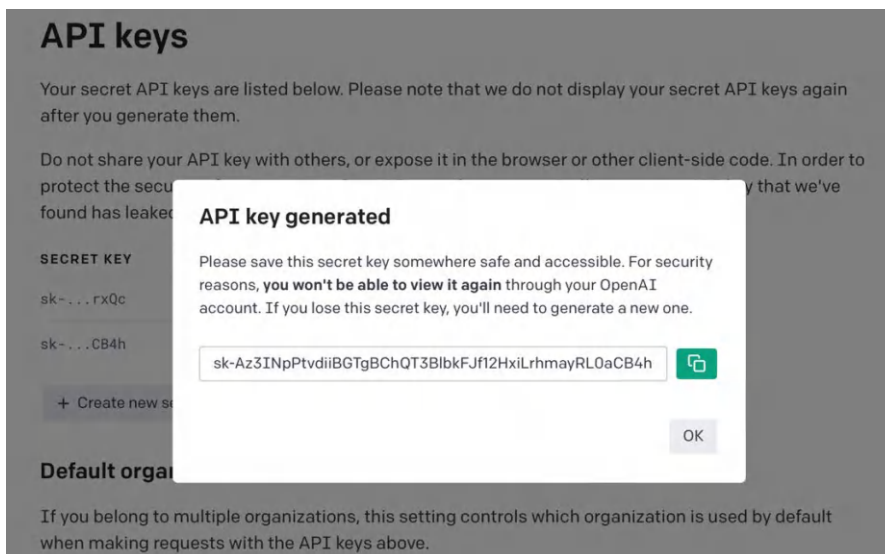 API keys
Your secret API keys are listed below. Please note that we do not display your secret API keys again
after you generate them.
Do not share your API key with others, or expose it in the browser or other client-side code. In order to
protect the secu
y that we've
found has leaked
API key generated
Please save this secret key somewhere safe and accessible. For security
reasons, you won't be able to view it again through your OpenAI
account. If you lose this secret key, you'll need to generate a new one.
SECRET KEY
sk-...rxQc
sk-...CB4h
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
+ Create new se
OK
Default orga
If you belong to multiple organizations, this setting controls which organization is used by default
when making requests with the API keys above.